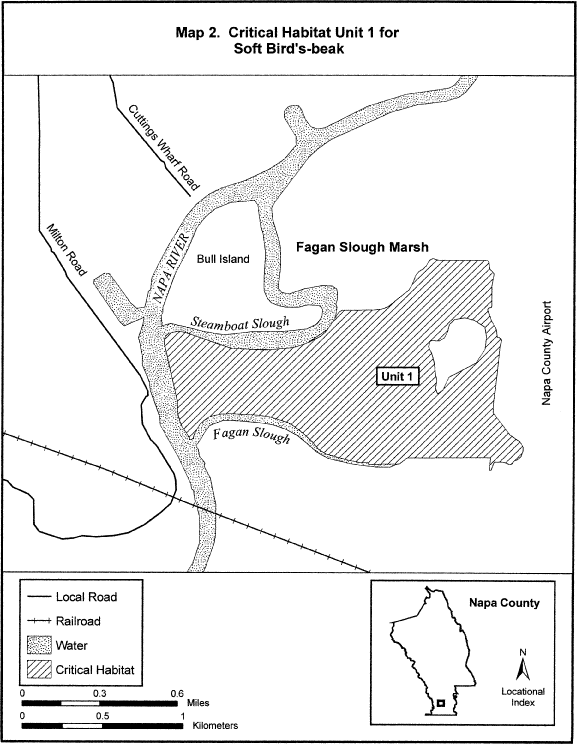 Map 2. Critical Habitat Unit 1 for
Soft Bird's-beak
Cuttings Wharf Road
Milton Road
NAPA RIVER
Bull Island
Fagan Slough Marsh
Steamboat Slough
Unit 1
Napa County Airport
Fagan Slough
Local Road
Railroad
Water
Critical Habitat
0 0.3 0.6
Miles
0 0.5 1
Kilometers
Napa County
N
Locational
Index